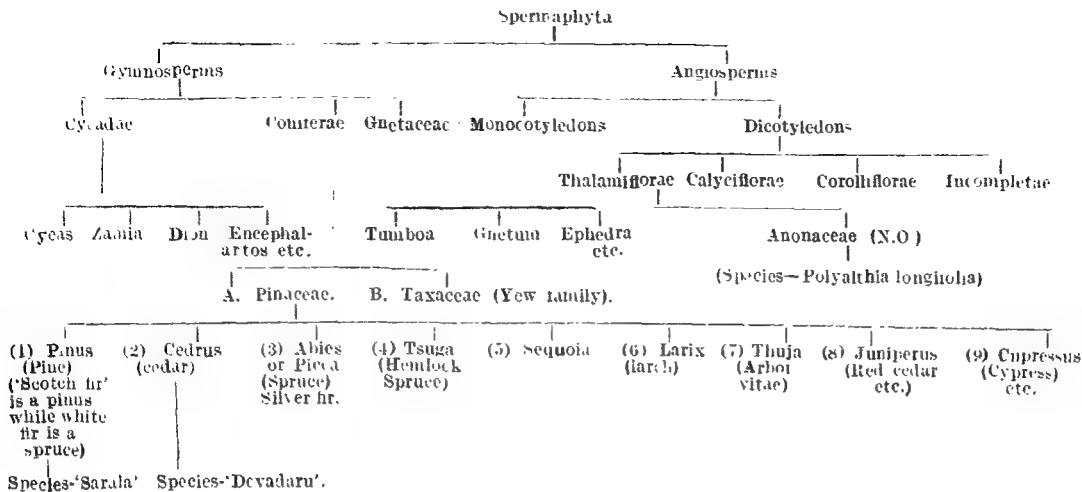 Spermaphyta
Gymnosperms Angiosperms
Cycadae Coniferae Gnetaceae Monocotyledons Dicotyledons
Thalamiflorae Calyciflorae Corolliflorae Incompletae
Cycas Zamia Dion Encephal- Tumboa Gnetum Ephedra Anonaceae (N.O)
artos etc. etc.
(Species—Polyalthia longifolia)
A. Pinaceae. B. Taxaceae (Yew family).
(1) Pinus (2) Cedrus (3) Abies (4) Tsuga (5) Sequoia (6) Larix (7) Thuja (8) Juniperus (9) Cupressus
(Pine) (cedar) or Picea (Hemlock (larch) (Arbor (Red cedar (Cypress)
('Scotch fir' (Spruce) Spruce) vitae) etc.) etc.
is a pinus Silver fir.
while white
fir is a
spruce)
Species-'Sarala' Species-'Devadaru'.